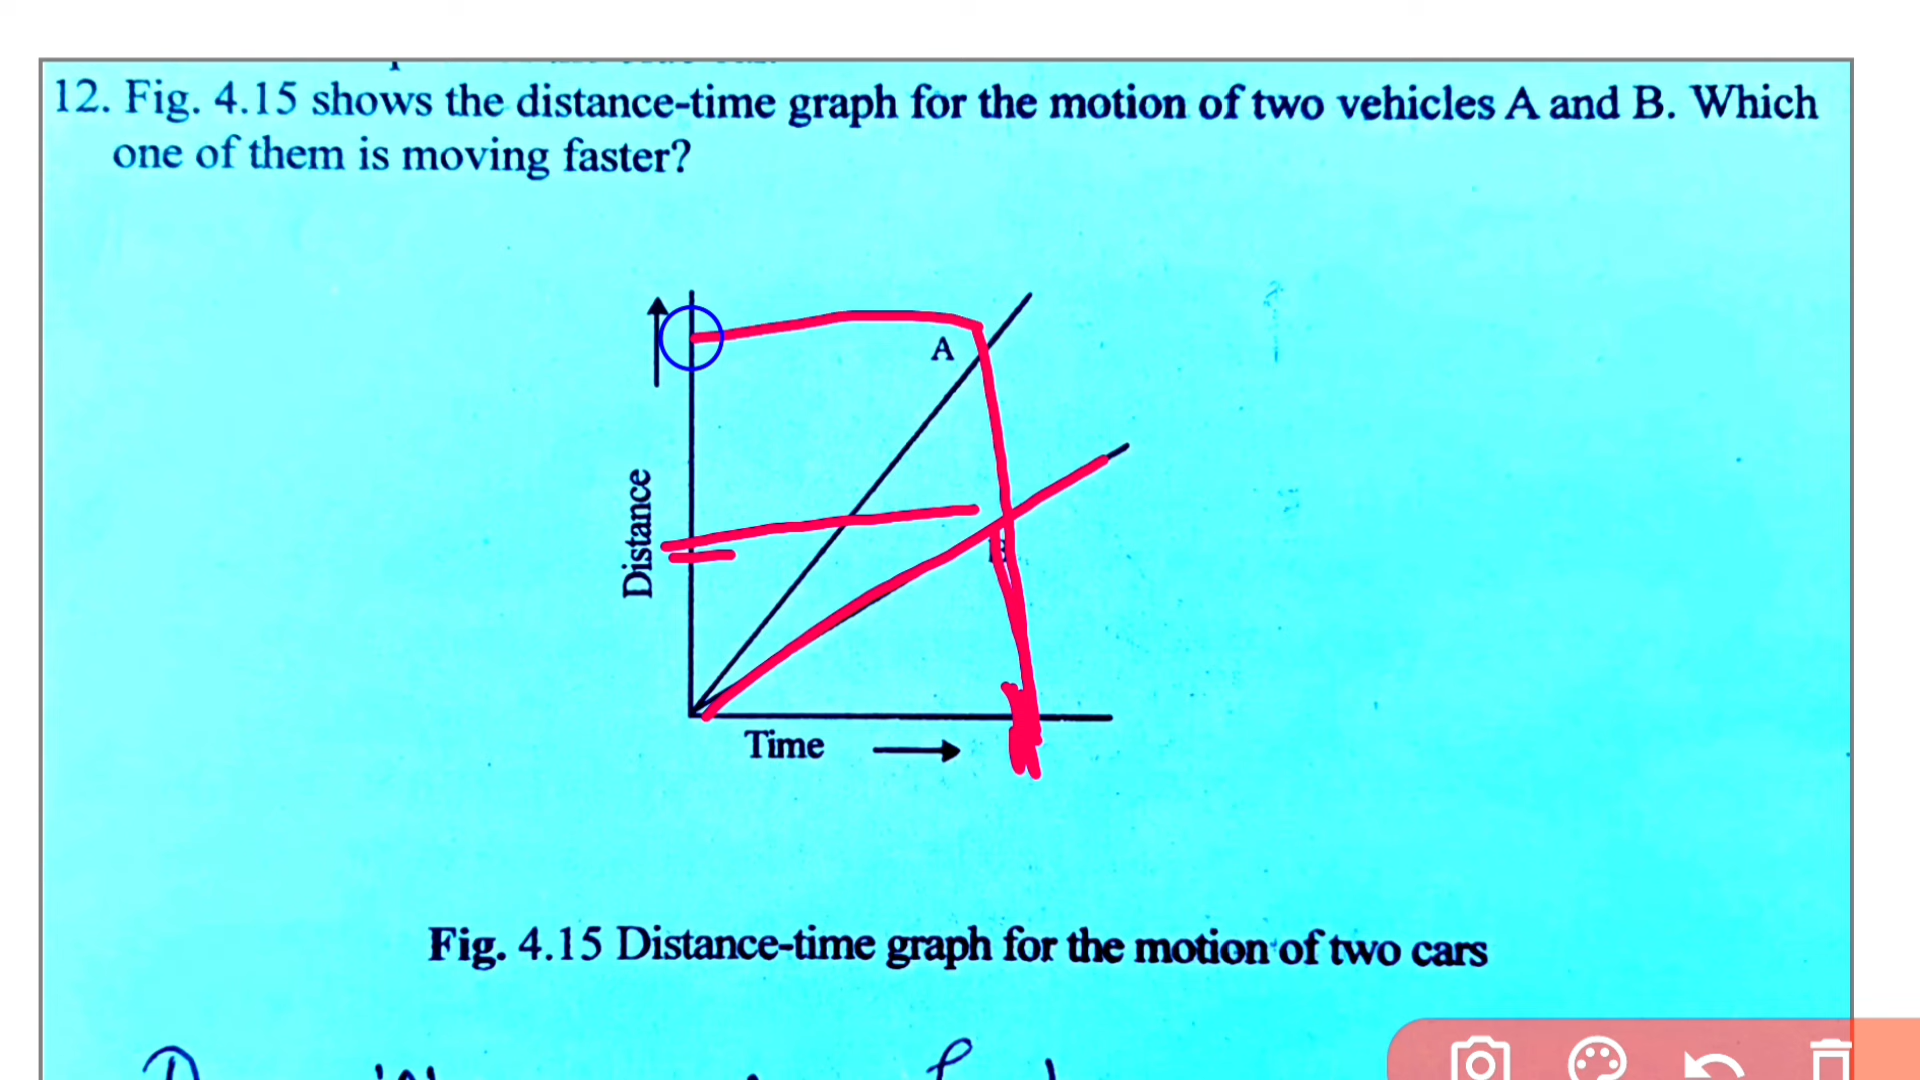 12. Fig. 4.15 shows the distance-time graph for the motion of two vehicles A and B. Which
one of them is moving faster?
A
Distance
Time
Fig. 4.15 Distance-time graph for the motion of two cars